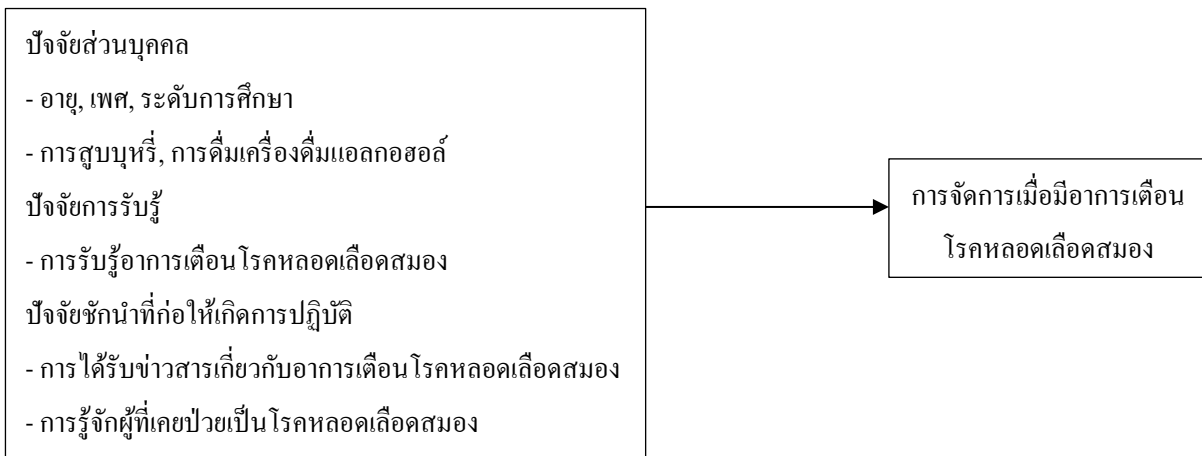 ปัจจัยส่วนบุคคล
- อายุ, เพศ, ระดับการศึกษา
- การสูบบุหรี่, การดื่มเครื่องดื่มแอลกอฮอล์
ปัจจัยการรับรู้
- การรับรู้อาการเตือนโรคหลอดเลือดสมอง
ปัจจัยชักนำที่ก่อให้เกิดการปฏิบัติ
- การได้รับข่าวสารเกี่ยวกับอาการเตือนโรคหลอดเลือดสมอง
- การรู้จักผู้ที่เคยป่วยเป็นโรคหลอดเลือดสมอง
การจัดการเมื่อมีอาการเตือน
โรคหลอดเลือดสมอง